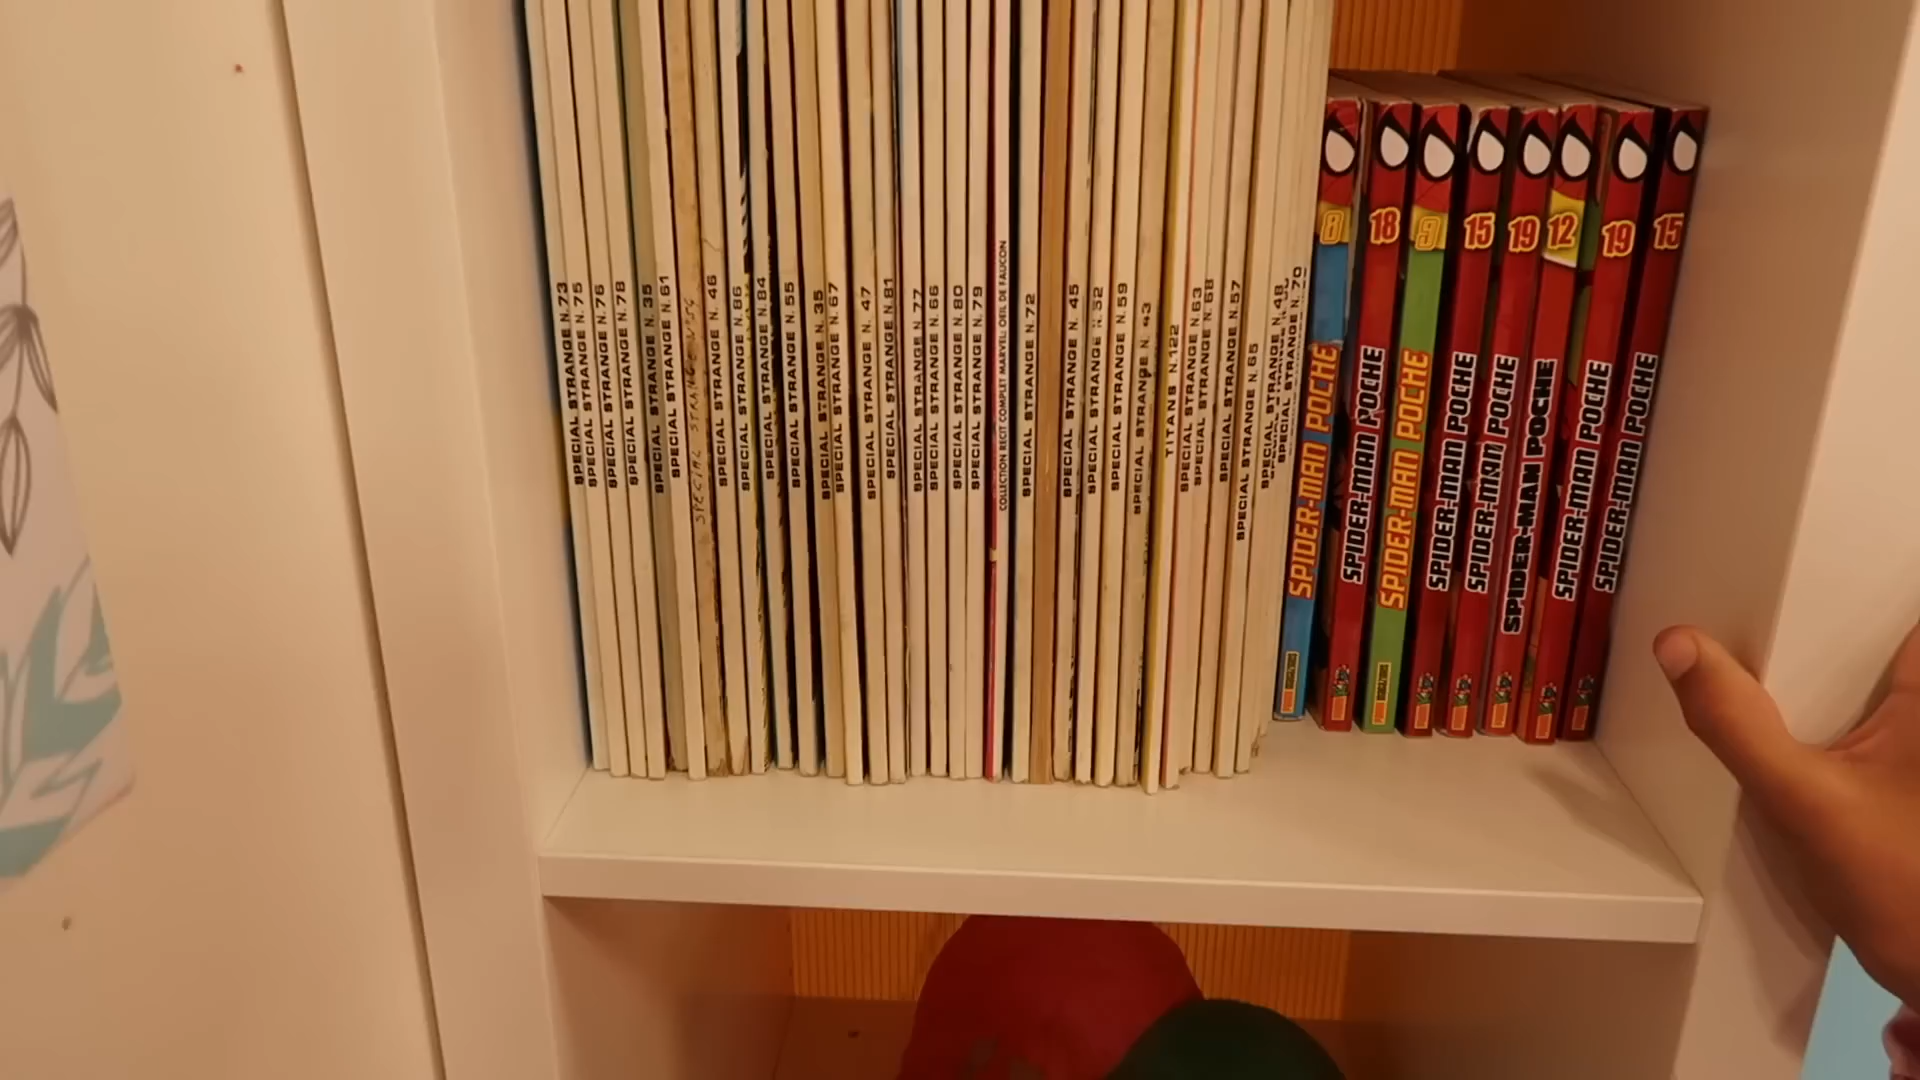 SPECIAL STRANGE N. 73
SPECIAL STRANGE N. 75
SPECIAL STRANGE N. 76
SPECIAL STRANGE N. 78
SPECIAL STRANGE N. 35
SPECIAL STRANGE N. 61
SPECIAL STRANGE N°
SPECIAL STRANGE N. 46
SPECIAL STRANGE N. 86
SPECIAL STRANGE N. 84
SPECIAL STRANGE N. 55
SPECIAL STRANGE N. 35
SPECIAL STRANGE N. 67
SPECIAL STRANGE N. 47
SPECIAL STRANGE N. 81
SPECIAL STRANGE N. 77
SPECIAL STRANGE N. 66
SPECIAL STRANGE N. 80
SPECIAL STRANGE N. 79
COLLECTION RECIT COMPLET MARVEL: OEIL DE FAUCON
SPECIAL STRANGE N. 72
SPECIAL STRANGE N. 45
SPECIAL STRANGE N. 52
SPECIAL STRANGE N. 59
SPECIAL STRANGE N. 43
TITANS N. 122
SPECIAL STRANGE N. 63
SPECIAL STRANGE N. 68
SPECIAL STRANGE N. 57
SPECIAL STRANGE N. 65
SPECIAL STRANGE N. 48
SPECIAL STRANGE N. 70
8 SPIDER-MAN POCHE
18 SPIDER-MAN POCHE
9 SPIDER-MAN POCHE
15 SPIDER-MAN POCHE
19 SPIDER-MAN POCHE
12 SPIDER-MAN POCHE
19 SPIDER-MAN POCHE
15 SPIDER-MAN POCHE